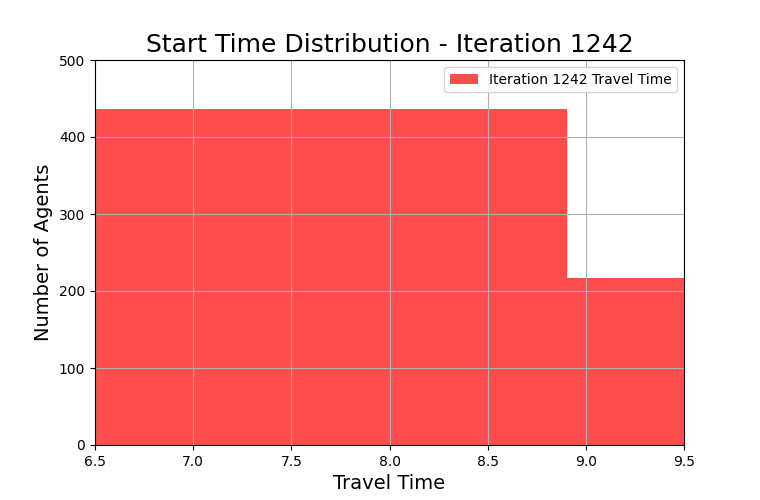 Start Time Distribution - Iteration 1242
500
Iteration 1242 Travel Time
400
300
200
100
0
Number of Agents
6.5 7.0 7.5 8.0 8.5 9.0 9.5
Travel Time